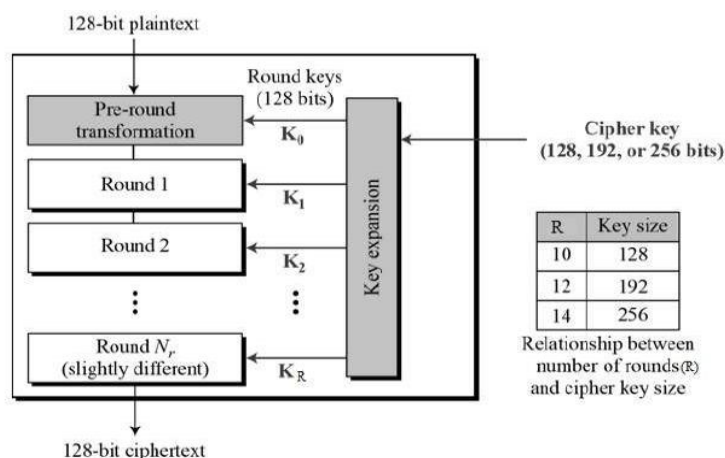 128-bit plaintext
Round keys
(128 bits)
Pre-round
transformation
K₀
Cipher key
(128, 192, or 256 bits)
Round 1
K₁
Round 2
K₂
Key expansion
Round Nᵣ
(slightly different)
K_R
128-bit ciphertext
R Key size
10 128
12 192
14 256
Relationship between
number of rounds(R)
and cipher key size